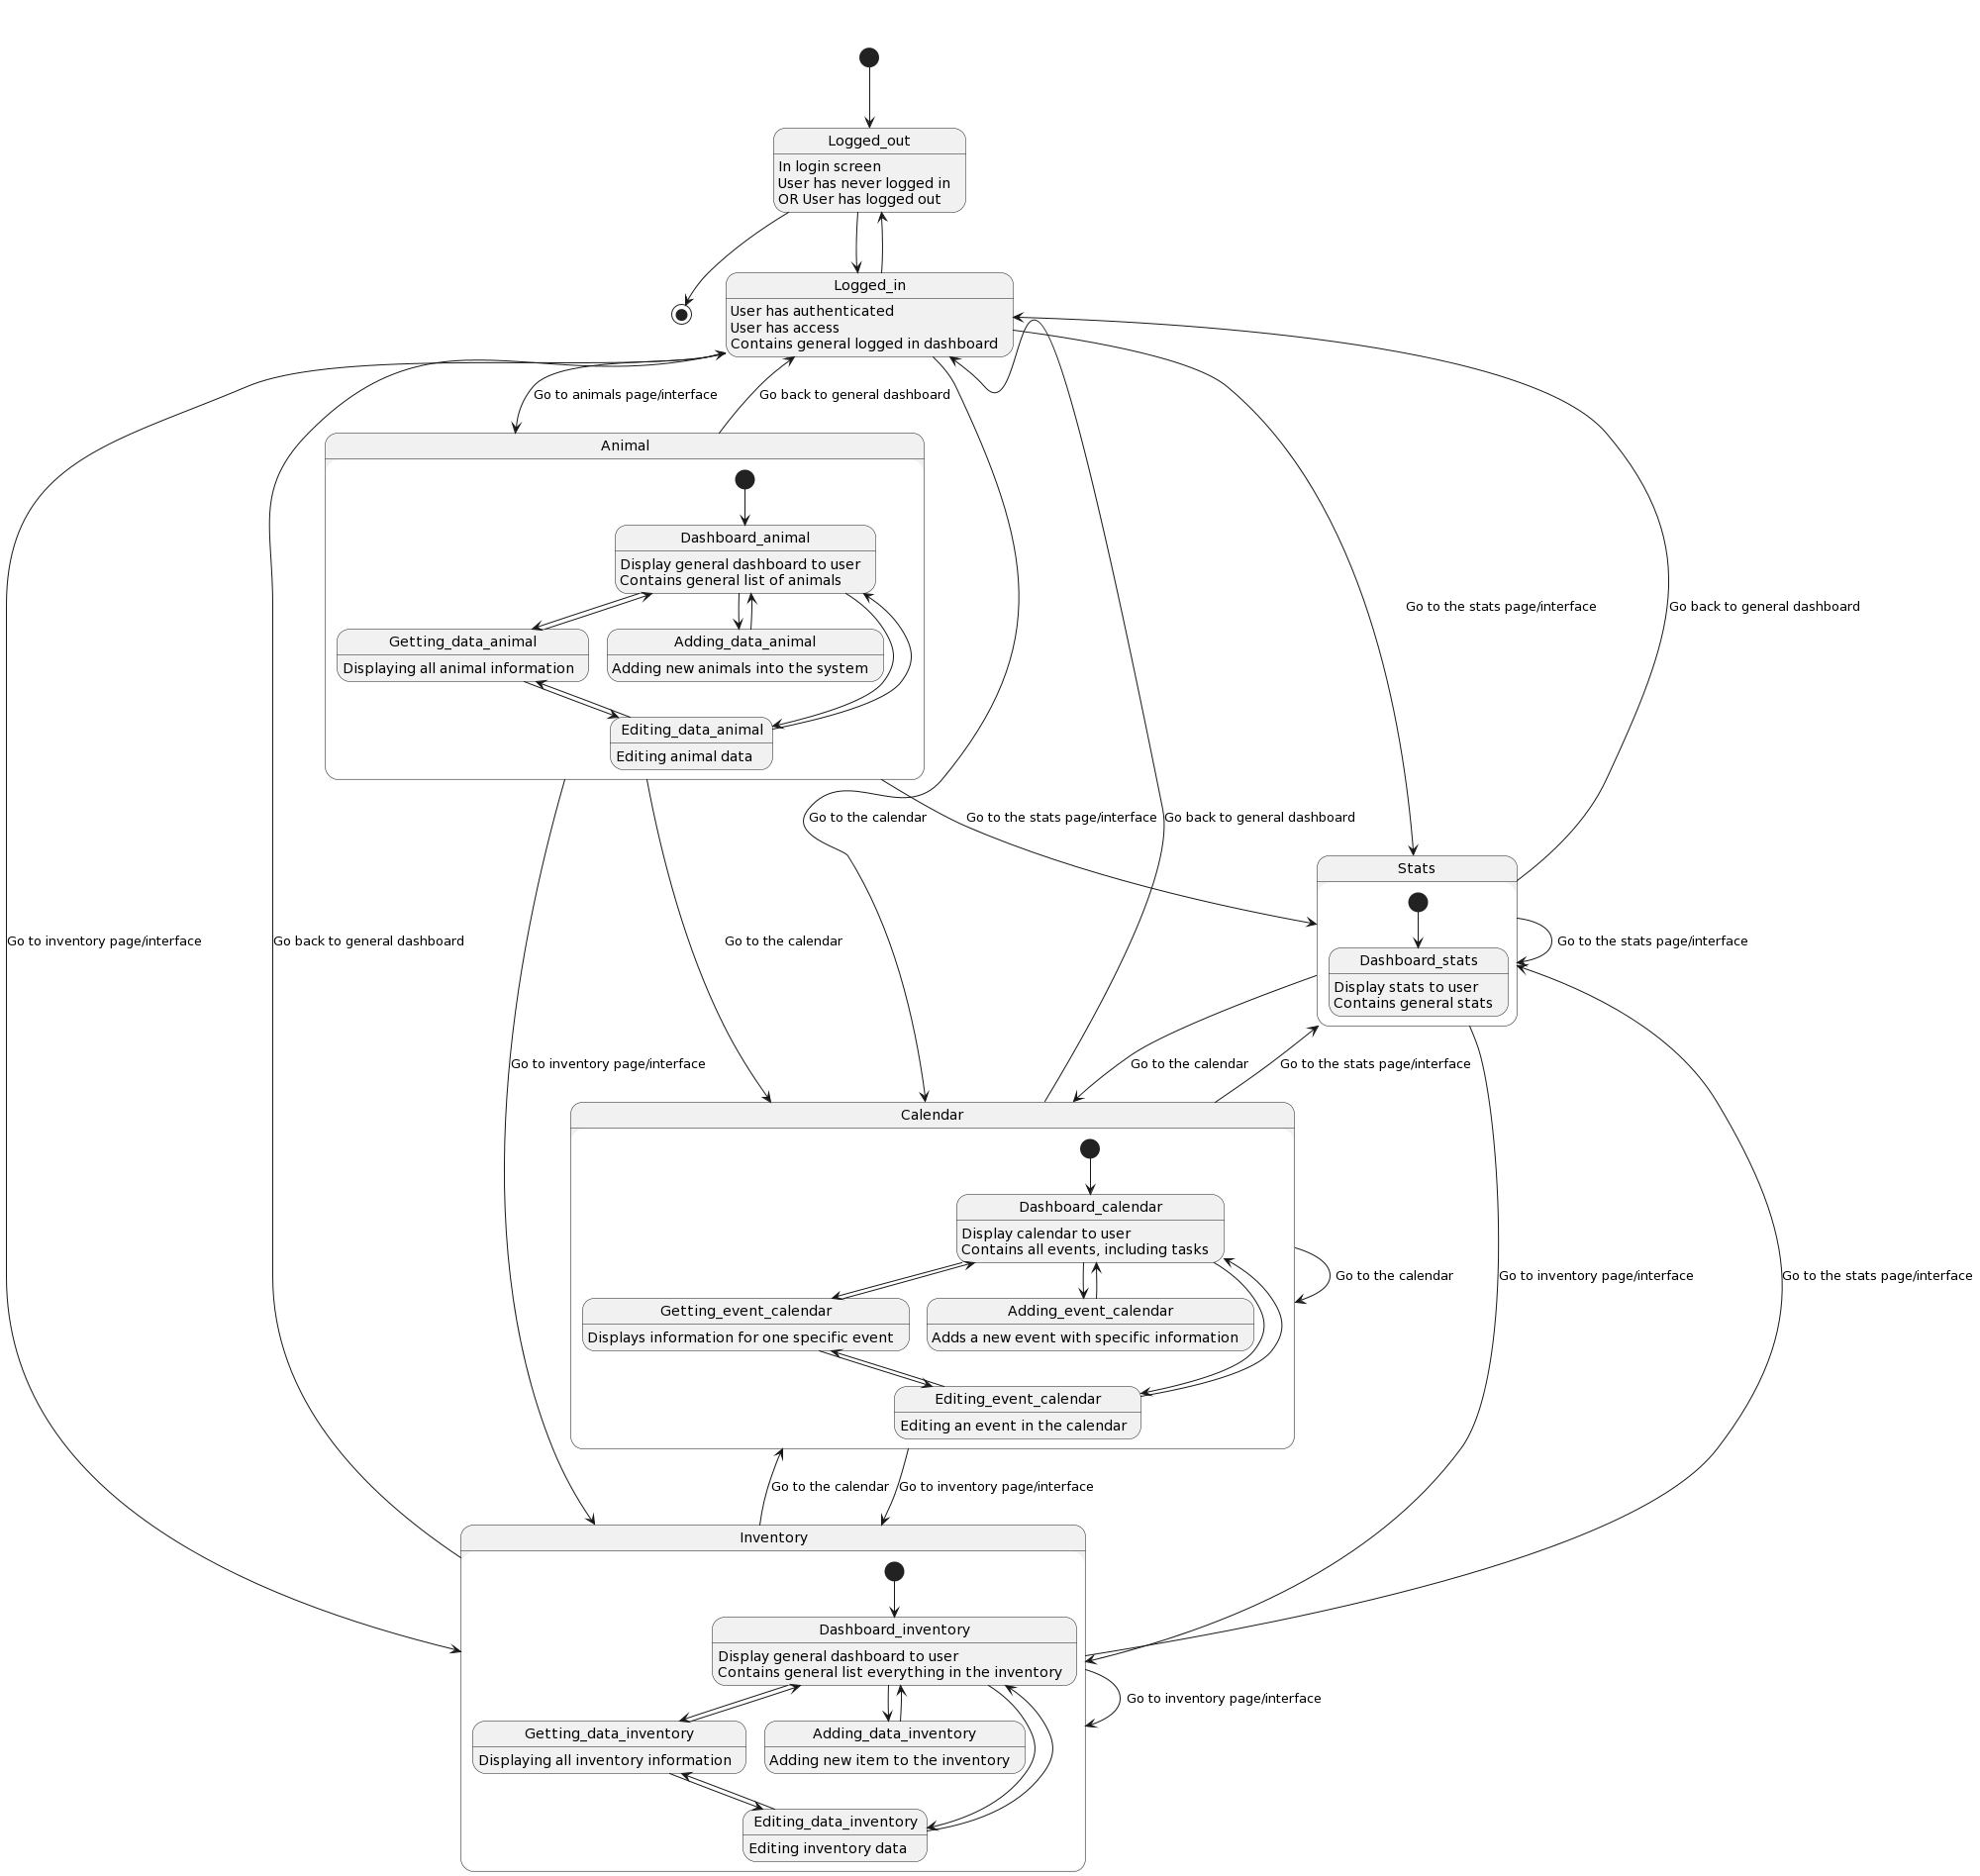 Logged_out
In login screen
User has never logged in
OR User has logged out
Logged_in
User has authenticated
User has access
Contains general logged in dashboard
Go to animals page/interface
Go back to general dashboard
Animal
Dashboard_animal
Display general dashboard to user
Contains general list of animals
Getting_data_animal
Displaying all animal information
Adding_data_animal
Adding new animals into the system
Editing_data_animal
Editing animal data
Go to the stats page/interface
Go back to general dashboard
Go to the calendar
Go to the stats page/interface
Go back to general dashboard
Stats
Dashboard_stats
Display stats to user
Contains general stats
Go to the stats page/interface
Go to inventory page/interface
Go back to general dashboard
Go to the calendar
Go to inventory page/interface
Go to the calendar
Go to the stats page/interface
Calendar
Dashboard_calendar
Display calendar to user
Contains all events, including tasks
Getting_event_calendar
Displays information for one specific event
Adding_event_calendar
Adds a new event with specific information
Editing_event_calendar
Editing an event in the calendar
Go to the calendar
Go to inventory page/interface
Go to the stats page/interface
Go to the calendar
Go to inventory page/interface
Inventory
Dashboard_inventory
Display general dashboard to user
Contains general list everything in the inventory
Getting_data_inventory
Displaying all inventory information
Adding_data_inventory
Adding new item to the inventory
Editing_data_inventory
Editing inventory data
Go to inventory page/interface